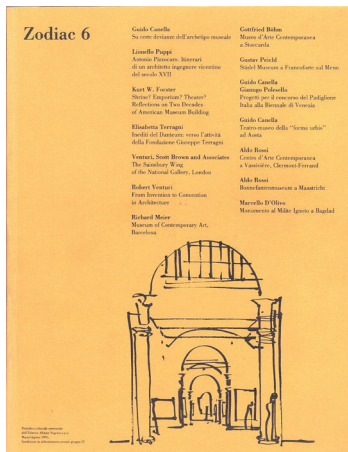 Zodiac 6
Guido Canella
Su certe devianze dell'archetipo museale
Lionello Puppi
Antonio Pizzocaro. Itinerari
di un architetto ingegnere vicentino
del secolo XVII
Kurt W. Forster
Shrine? Emporium? Theater?
Reflections on Two Decades
of American Museum Building
Elisabetta Terragni
Inediti del Danteum: verso l'attività
della Fondazione Giuseppe Terragni
Venturi, Scott Brown and Associates
The Sainsbury Wing
of the National Gallery, London
Robert Venturi
From Invention to Convention
in Architecture
Richard Meier
Museum of Contemporary Art,
Barcelona
Gottfried Böhm
Museo d'Arte Contemporanea
a Stoccarda
Gustav Peichl
Städel Museum a Francoforte sul Meno
Guido Canella
Gianugo Polesello
Progetti per il concorso del Padiglione
Italia alla Biennale di Venezia
Guido Canella
Teatro-museo della "forma urbis"
ad Aosta
Aldo Rossi
Centro d'Arte Contemporanea
a Vassivière, Clermont-Ferrand
Aldo Rossi
Bonnefantenmuseum a Maastricht
Marcello D'Olivo
Monumento al Milite Ignoto a Bagdad